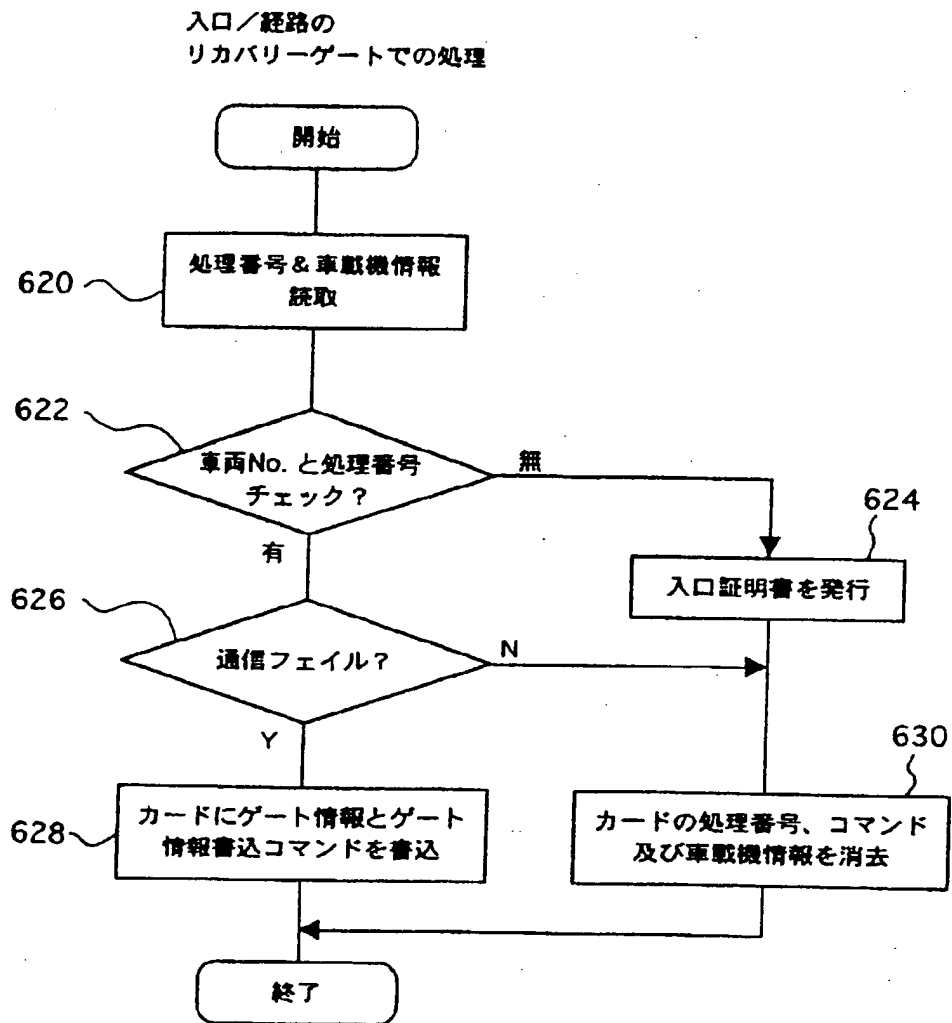 入口／経路の
リカバリーゲートでの処理
開始
620
処理番号&車載機情報
読取
622
車両No. と処理番号
チェック？
無
有
624
入口証明書を発行
626
通信フェイル？
N
Y
630
628
カードにゲート情報とゲート
情報書込コマンドを書込
カードの処理番号、コマンド
及び車載機情報を消去
終了